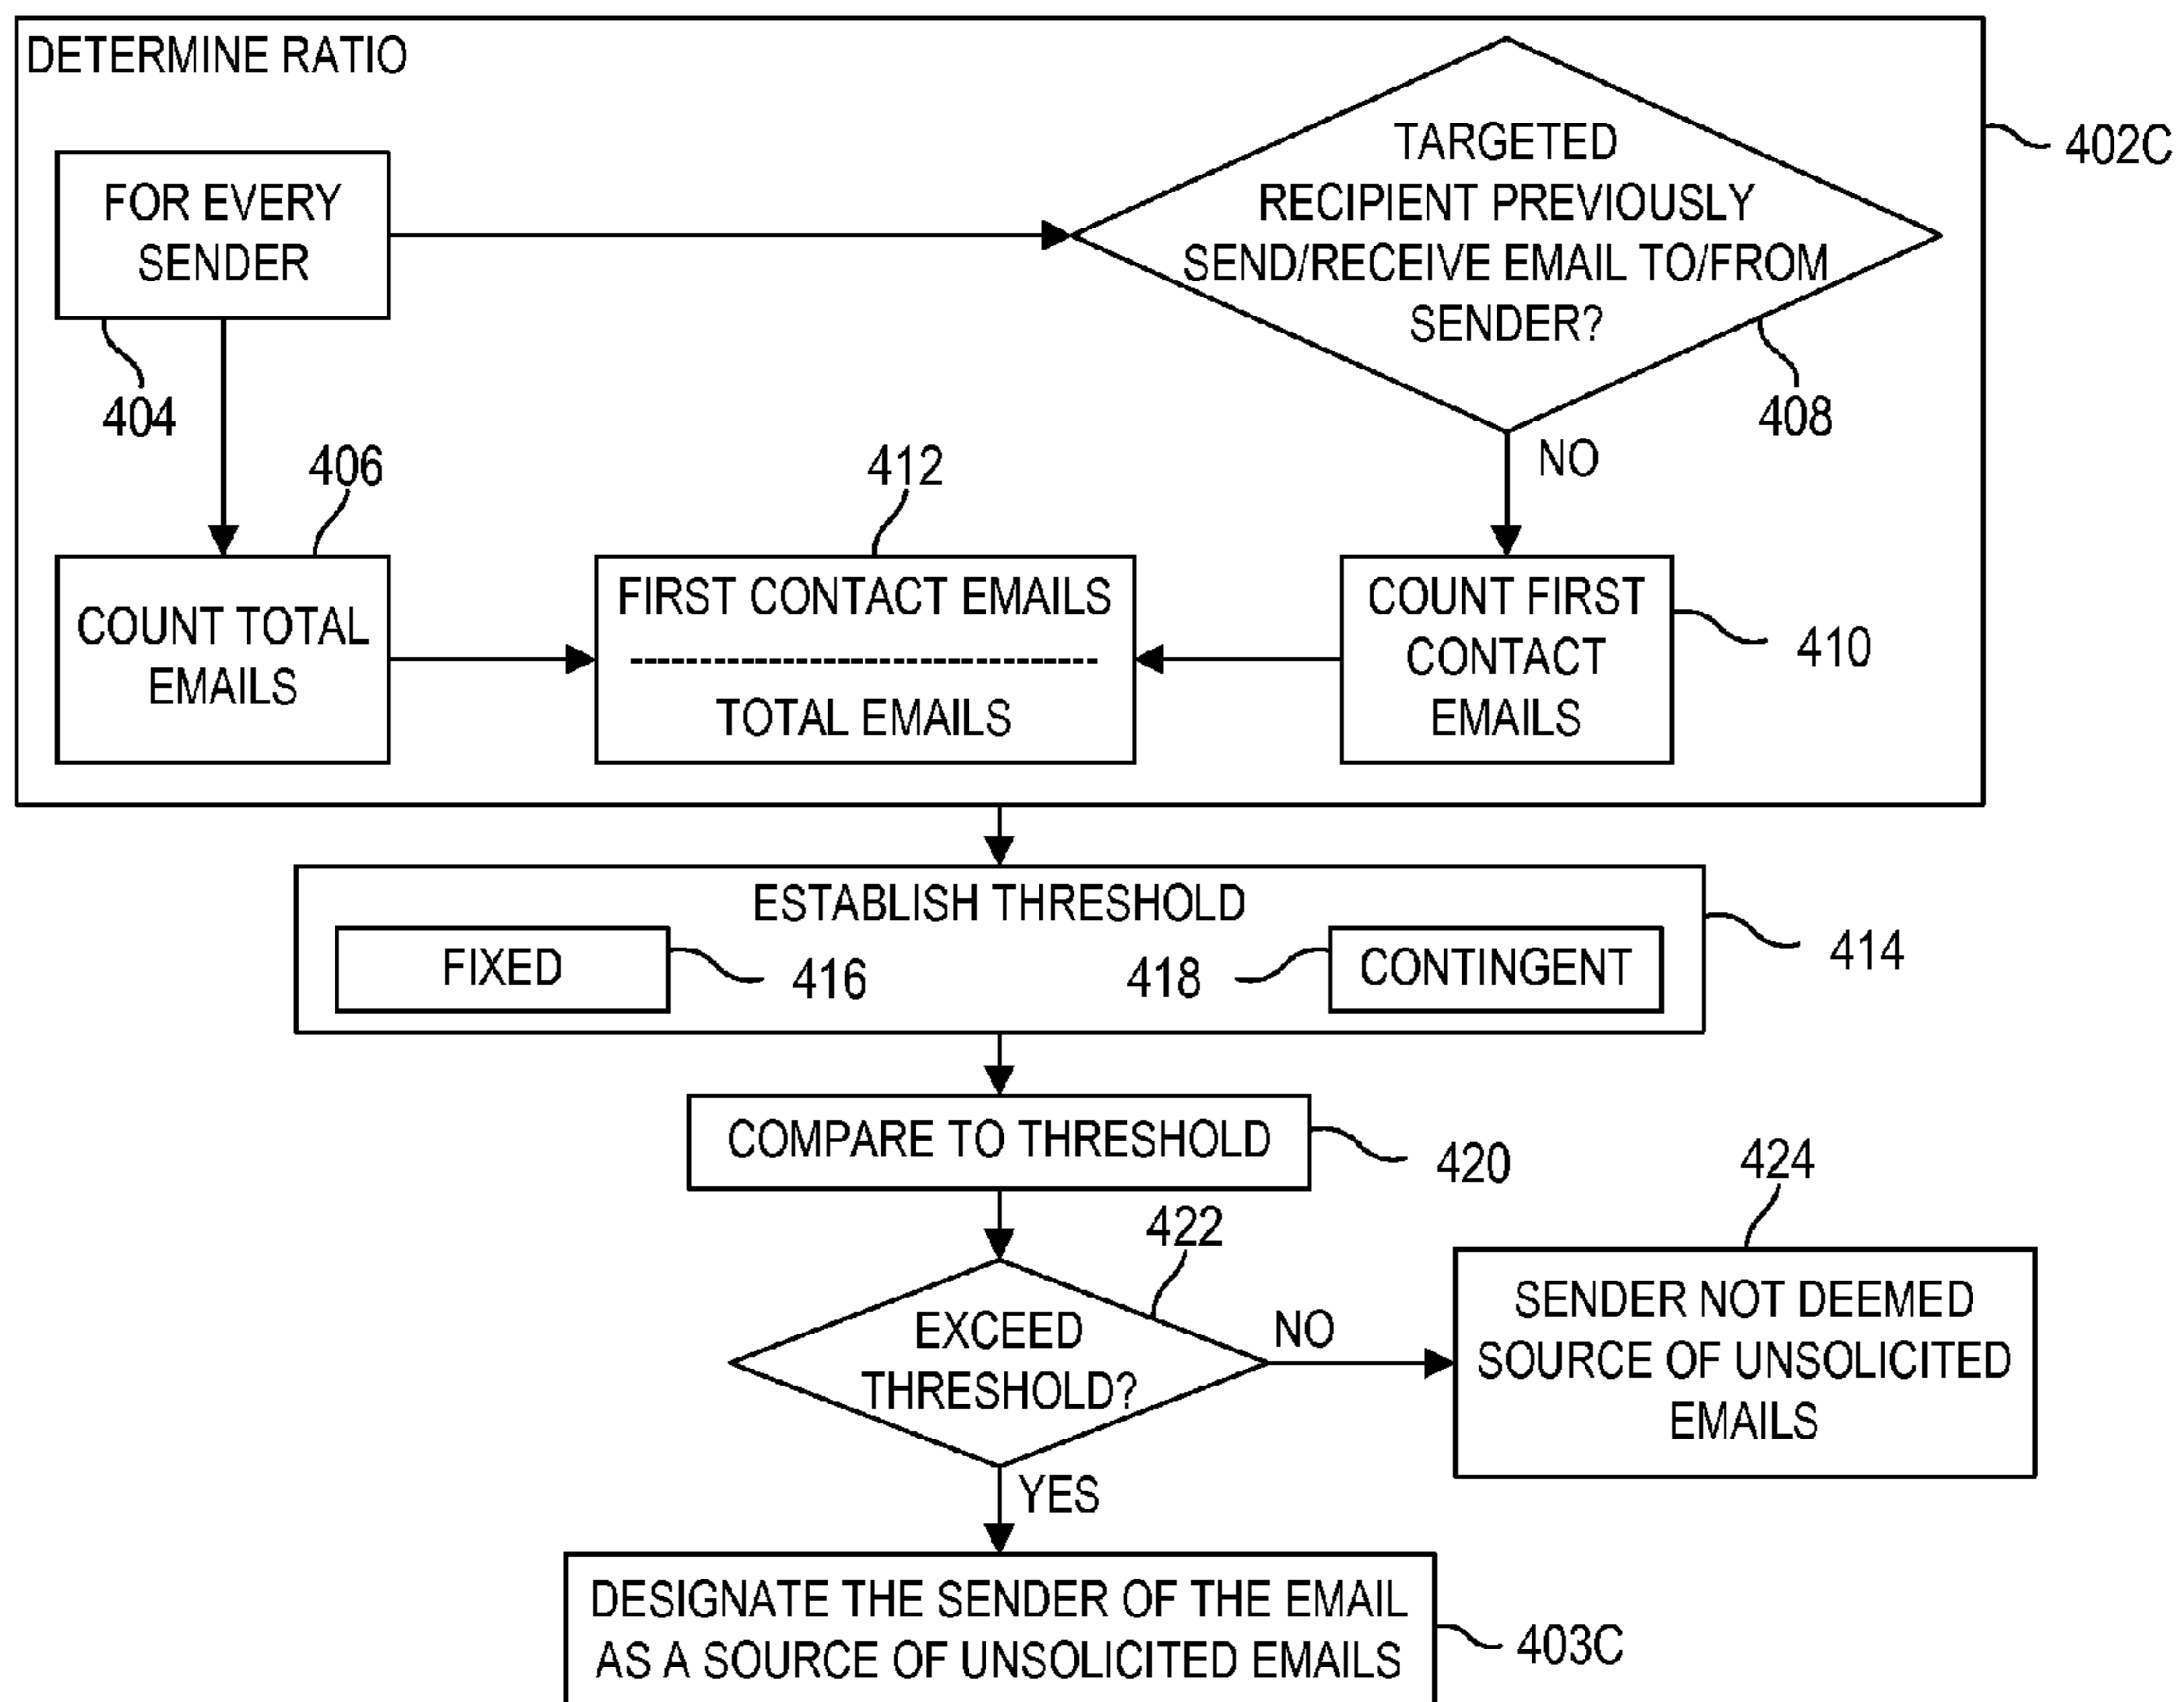 DETERMINE RATIO
TARGETED
RECIPIENT PREVIOUSLY
SEND/RECEIVE EMAIL TO/FROM
SENDER?
402C
FOR EVERY
SENDER
404
408
NO
406
412
COUNT TOTAL
EMAILS
FIRST CONTACT EMAILS
TOTAL EMAILS
COUNT FIRST
CONTACT
EMAILS
410
ESTABLISH THRESHOLD
FIXED
416
418
CONTINGENT
414
COMPARE TO THRESHOLD
420
422
424
EXCEED
THRESHOLD?
NO
SENDER NOT DEEMED
SOURCE OF UNSOLICITED
EMAILS
YES
DESIGNATE THE SENDER OF THE EMAIL
AS A SOURCE OF UNSOLICITED EMAILS
403C